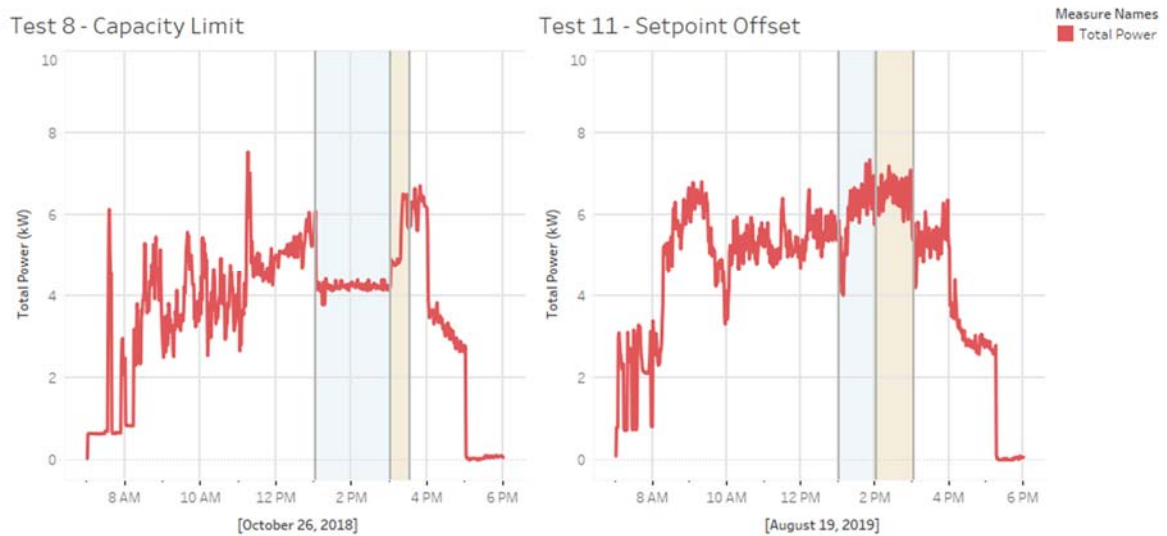 Test 8 - Capacity Limit
Total Power (kW)
10
8
6
4
2
0
8 AM 10 AM 12 PM 2 PM 4 PM 6 PM
[October 26, 2018]
Test 11 - Setpoint Offset
Total Power (kW)
10
8
6
4
2
0
8 AM 10 AM 12 PM 2 PM 4 PM 6 PM
[August 19, 2019]
Measure Names
Total Power